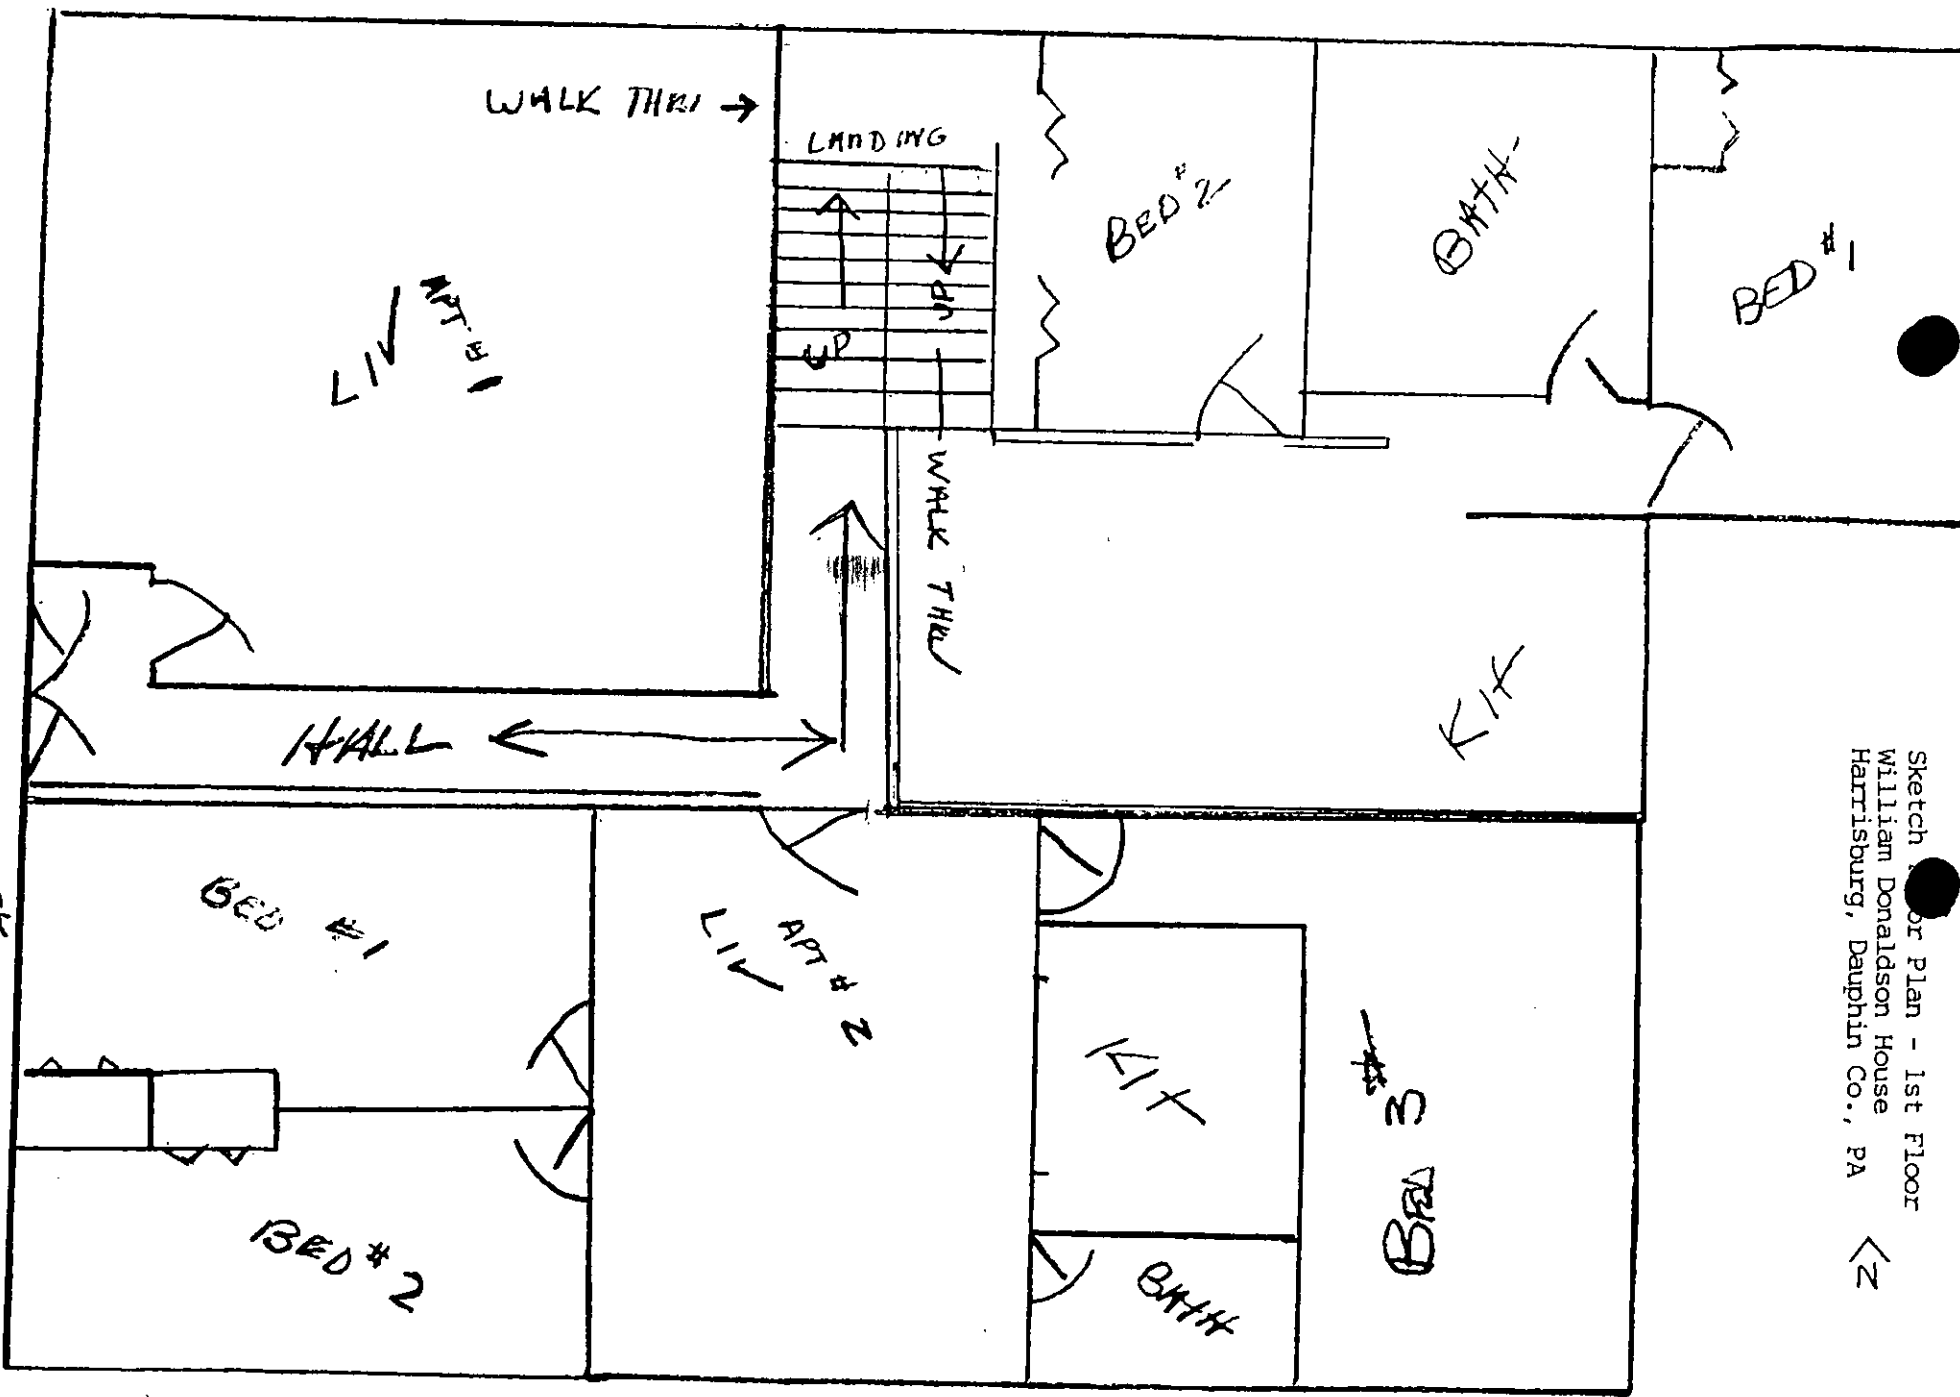 WALK THRU →
LANDING
UP
UP
BED #2
BATH
BED #1
LIV
APT #1
WALK THRU
HALL
KIT
BED #1
BED #2
LIV
APT # 2
KIT
BATH
BED 3 #
Sketch Plan - 1st Floor
William Donaldson House
Harrisburg, Dauphin Co., PA
N